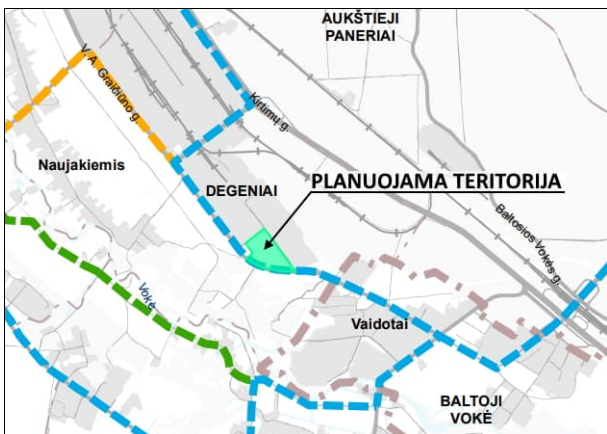 AUKŠTIEJI
PANERIAI
V. A. Graičiūno g.
Kirtimų g.
Naujakiemis
DEGENIAI
PLANUOJAMA TERITORIJA
Baltosios Vokės g.
Vokė
Vaidotai
BALTOJI
VOKĖ